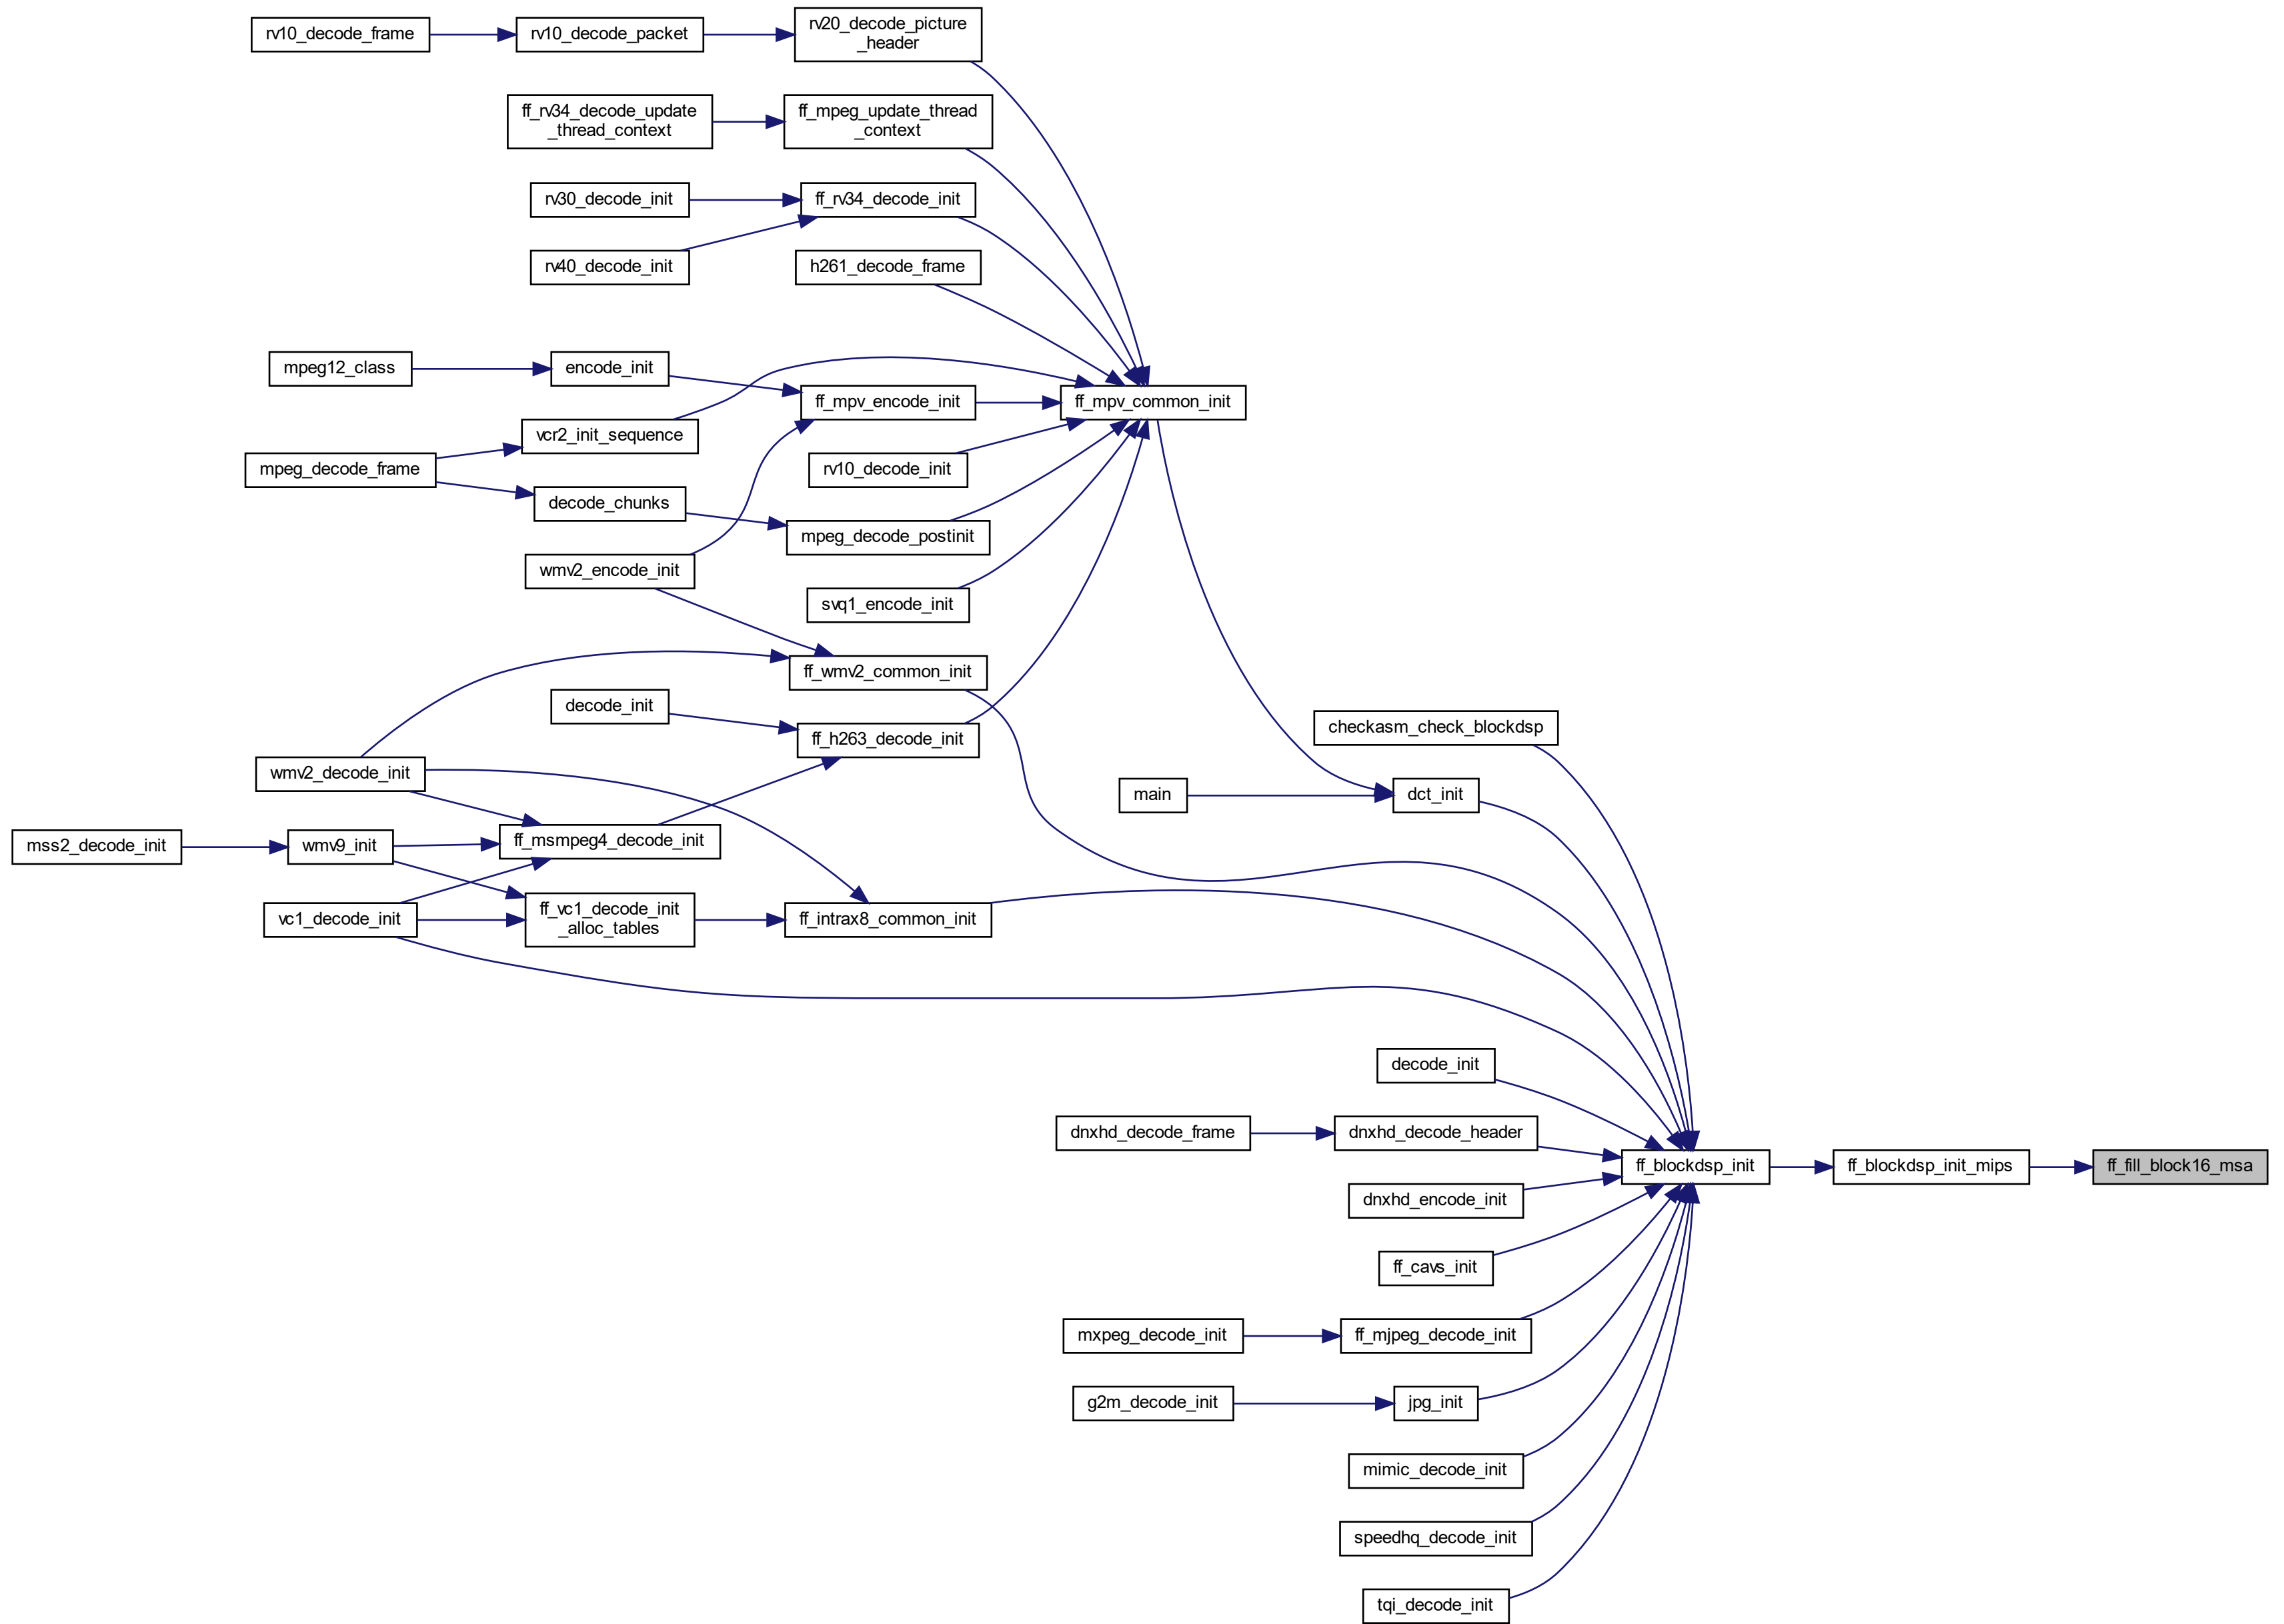 rv10_decode_frame
rv10_decode_packet
rv20_decode_picture
_header
ff_rv34_decode_update
_thread_context
ff_mpeg_update_thread
_context
rv30_decode_init
ff_rv34_decode_init
rv40_decode_init
h261_decode_frame
mpeg12_class
encode_init
ff_mpv_encode_init
ff_mpv_common_init
vcr2_init_sequence
mpeg_decode_frame
rv10_decode_init
decode_chunks
mpeg_decode_postinit
wmv2_encode_init
svq1_encode_init
ff_wmv2_common_init
decode_init
ff_h263_decode_init
checkasm_check_blockdsp
wmv2_decode_init
main
dct_init
mss2_decode_init
wmv9_init
ff_msmpeg4_decode_init
vc1_decode_init
ff_vc1_decode_init
_alloc_tables
ff_intrax8_common_init
decode_init
dnxhd_decode_frame
dnxhd_decode_header
ff_blockdsp_init
ff_blockdsp_init_mips
ff_fill_block16_msa
dnxhd_encode_init
ff_cavs_init
mxpeg_decode_init
ff_mjpeg_decode_init
g2m_decode_init
jpg_init
mimic_decode_init
speedhq_decode_init
tqi_decode_init